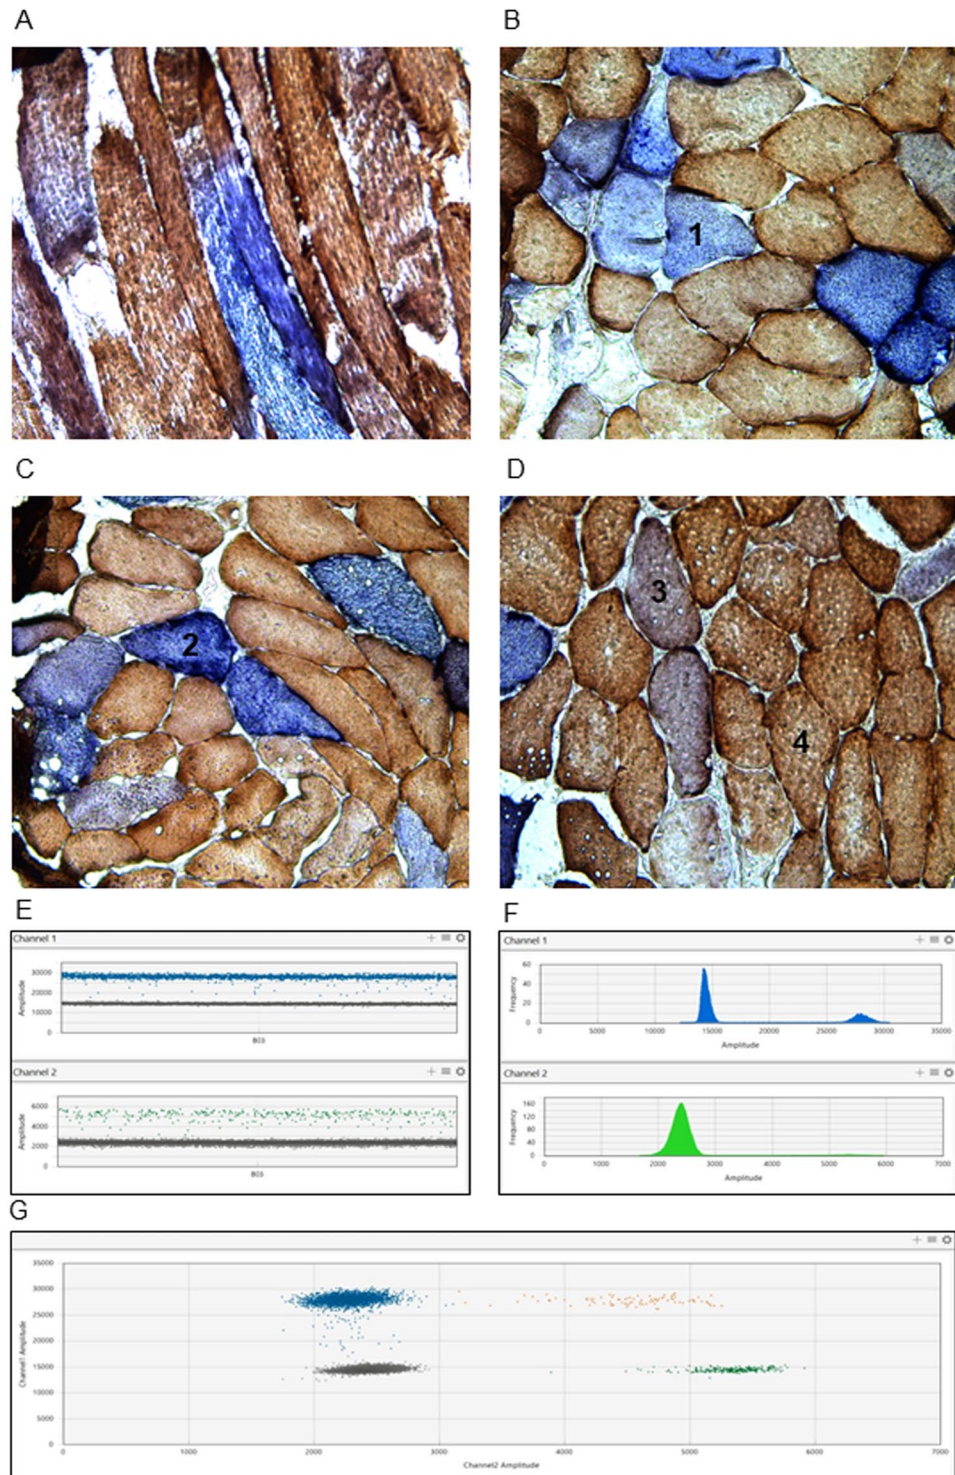 A
B
1
C
D
2
3
4
E
F
Channel 1
Amplitude
30000
20000
10000
0
B03
Channel 2
Amplitude
6000
4000
2000
0
B03
Channel 1
Frequency
60
40
20
0
0 5000 10000 15000 20000 25000 30000 35000
Amplitude
Channel 2
Frequency
160
120
80
40
0
0 1000 2000 3000 4000 5000 6000 7000
Amplitude
G
Channel1 Amplitude
35000
30000
25000
20000
15000
10000
5000
0
0 1000 2000 3000 4000 5000 6000 7000
Channel2 Amplitude